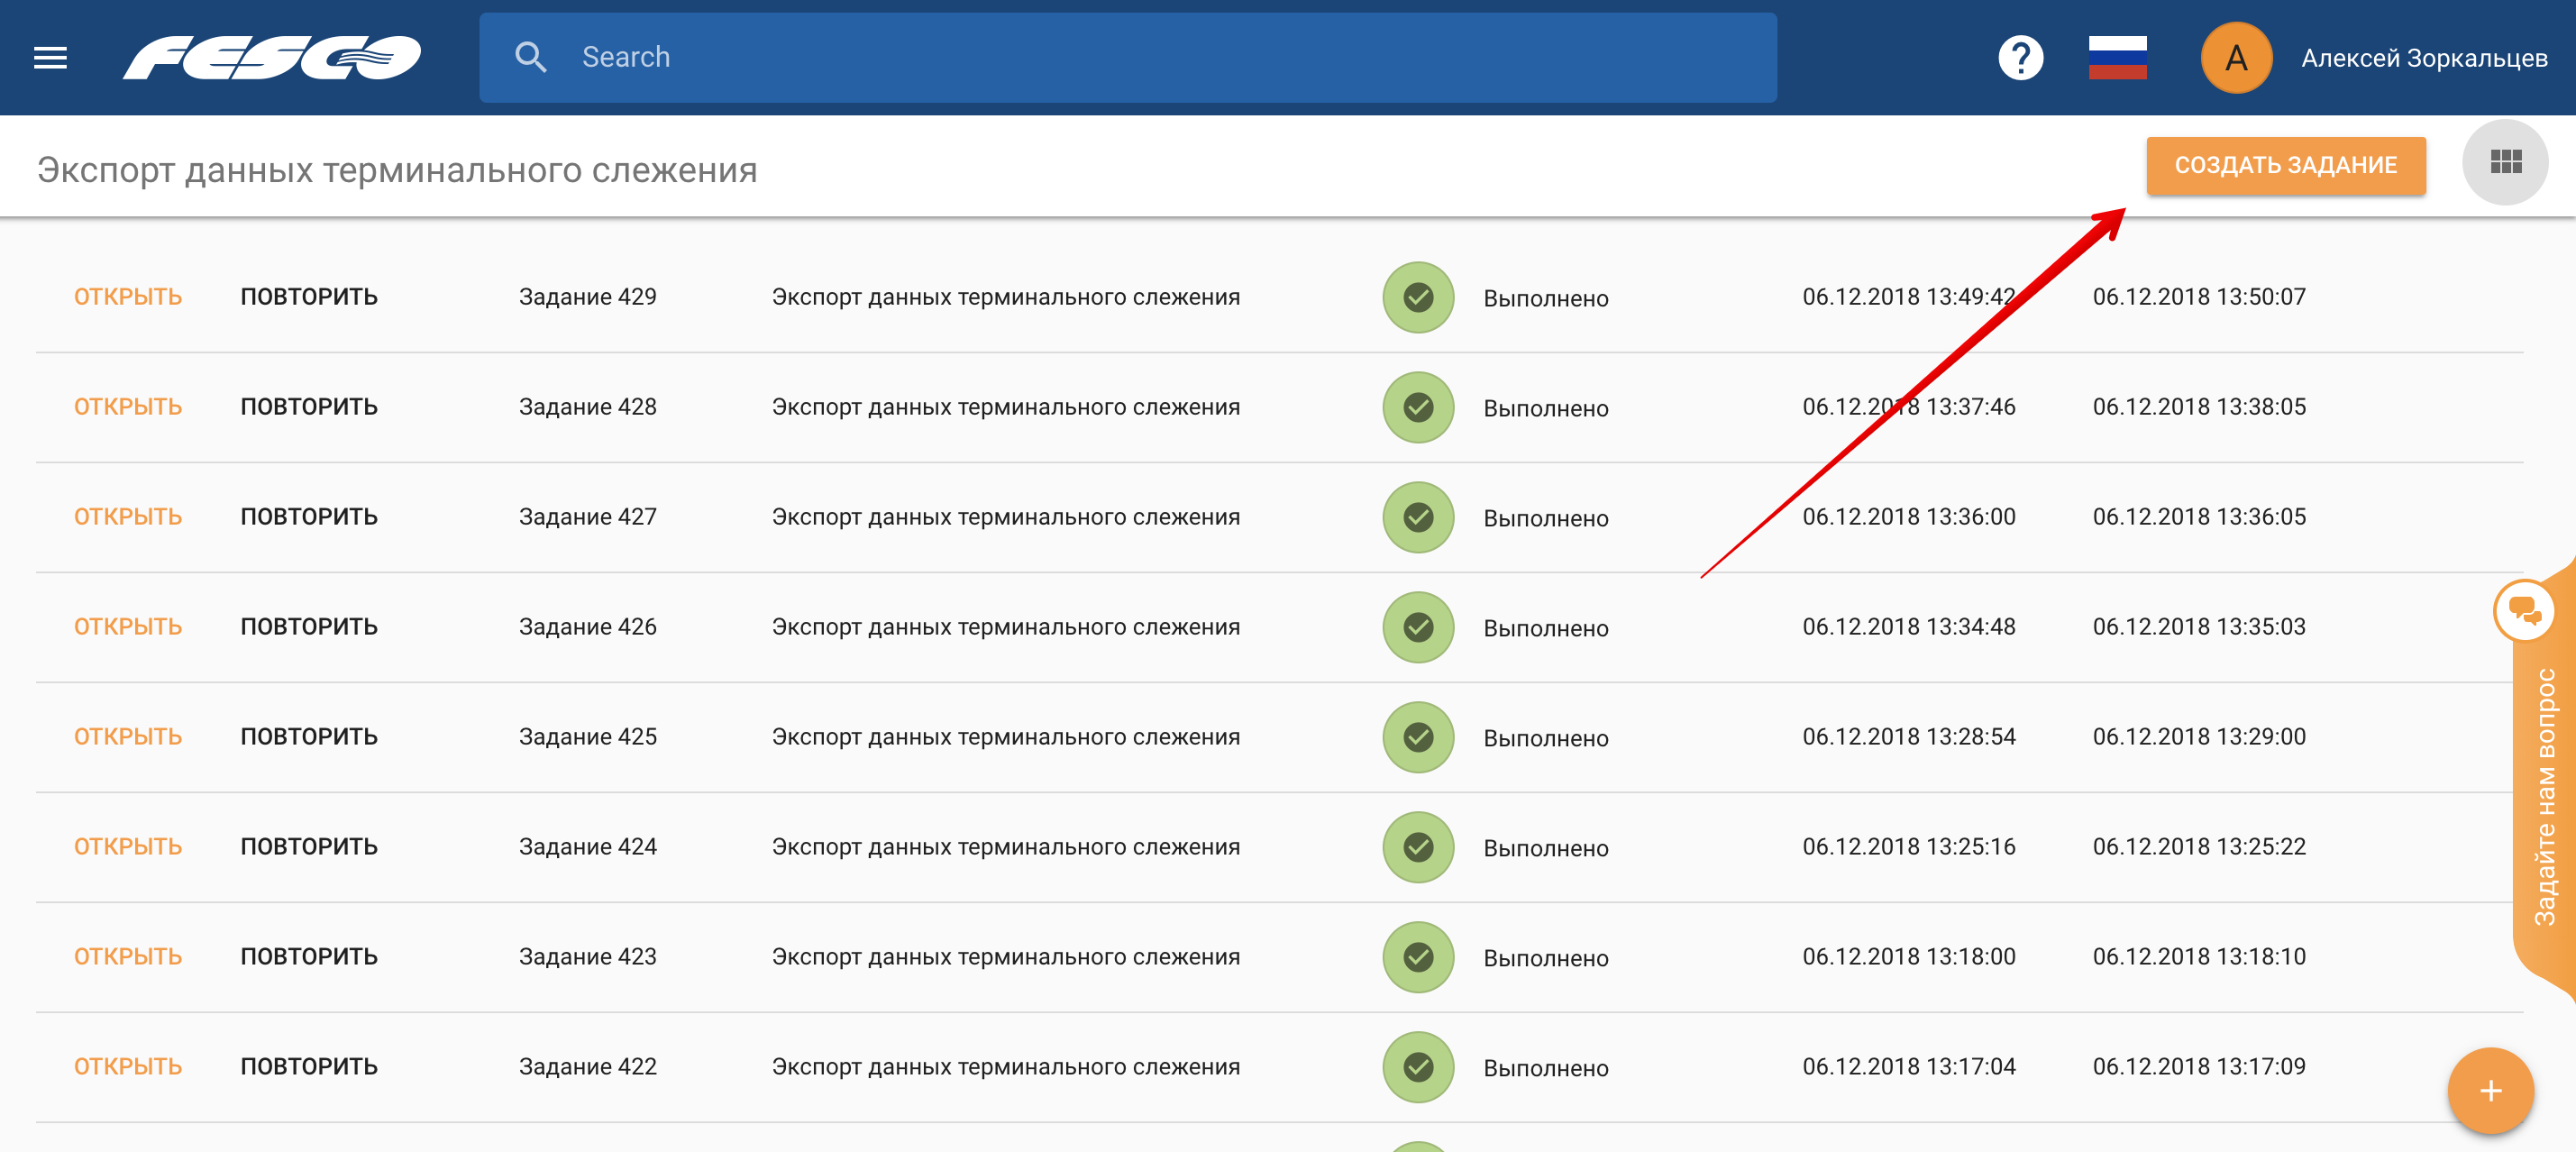 FESCO
Search
?
А
Алексей Зоркальцев
Экспорт данных терминального слежения
СОЗДАТЬ ЗАДАНИЕ
ОТКРЫТЬ ПОВТОРИТЬ Задание 429 Экспорт данных терминального слежения Выполнено 06.12.2018 13:49:42 06.12.2018 13:50:07
ОТКРЫТЬ ПОВТОРИТЬ Задание 428 Экспорт данных терминального слежения Выполнено 06.12.2018 13:37:46 06.12.2018 13:38:05
ОТКРЫТЬ ПОВТОРИТЬ Задание 427 Экспорт данных терминального слежения Выполнено 06.12.2018 13:36:00 06.12.2018 13:36:05
ОТКРЫТЬ ПОВТОРИТЬ Задание 426 Экспорт данных терминального слежения Выполнено 06.12.2018 13:34:48 06.12.2018 13:35:03
ОТКРЫТЬ ПОВТОРИТЬ Задание 425 Экспорт данных терминального слежения Выполнено 06.12.2018 13:28:54 06.12.2018 13:29:00
ОТКРЫТЬ ПОВТОРИТЬ Задание 424 Экспорт данных терминального слежения Выполнено 06.12.2018 13:25:16 06.12.2018 13:25:22
ОТКРЫТЬ ПОВТОРИТЬ Задание 423 Экспорт данных терминального слежения Выполнено 06.12.2018 13:18:00 06.12.2018 13:18:10
ОТКРЫТЬ ПОВТОРИТЬ Задание 422 Экспорт данных терминального слежения Выполнено 06.12.2018 13:17:04 06.12.2018 13:17:09
Задайте нам вопрос
+